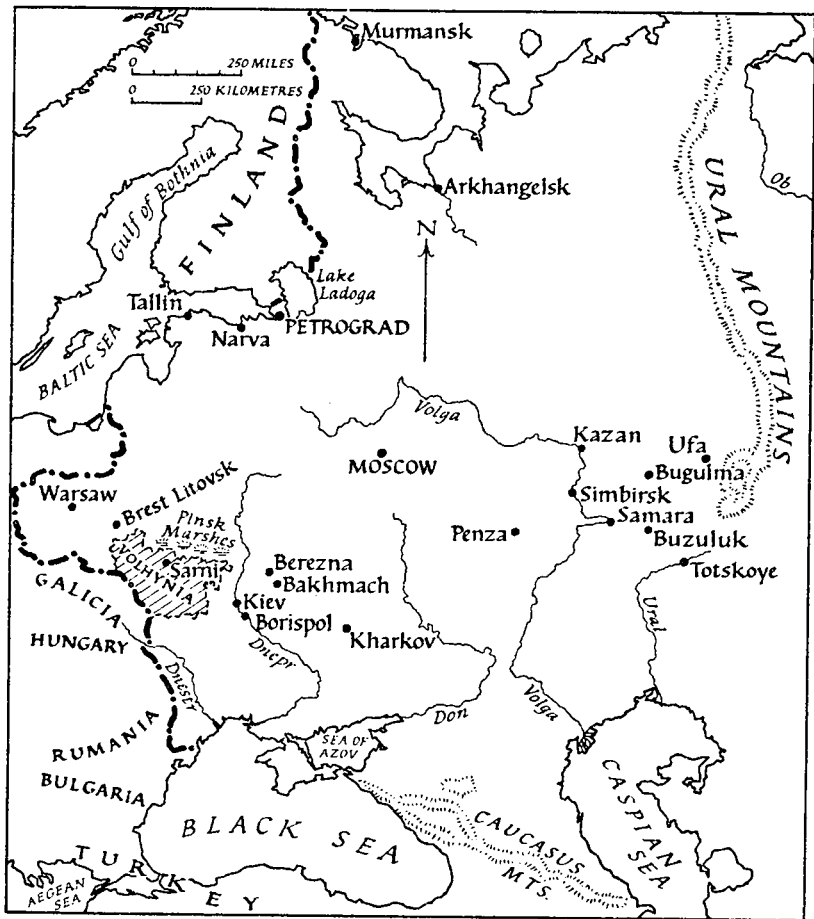 Murmansk
0 250 MILES
0 250 KILOMETRES
FINLAND
Gulf of Bothnia
Arkhangelsk
URAL MOUNTAINS
Ob
N
Lake
Ladoga
Tallin
PETROGRAD
Narva
BALTIC SEA
Volga
Kazan
Ufa
MOSCOW
Bugulma
Warsaw
Simbirsk
Brest Litovsk
Samara
Pinsk
Marshes
Penza
Buzuluk
VOLHYNIA
Sarni
Berezna
Bakhmach
Totskoye
GALICIA
Kiev
Borispol
Ural
HUNGARY
Kharkov
Dnepr
Dnestr
Don
Volga
RUMANIA
SEA OF
AZOV
BULGARIA
CASPIAN
SEA
BLACK SEA
CAUCASUS
MTS.
TURKEY
AEGEAN
SEA